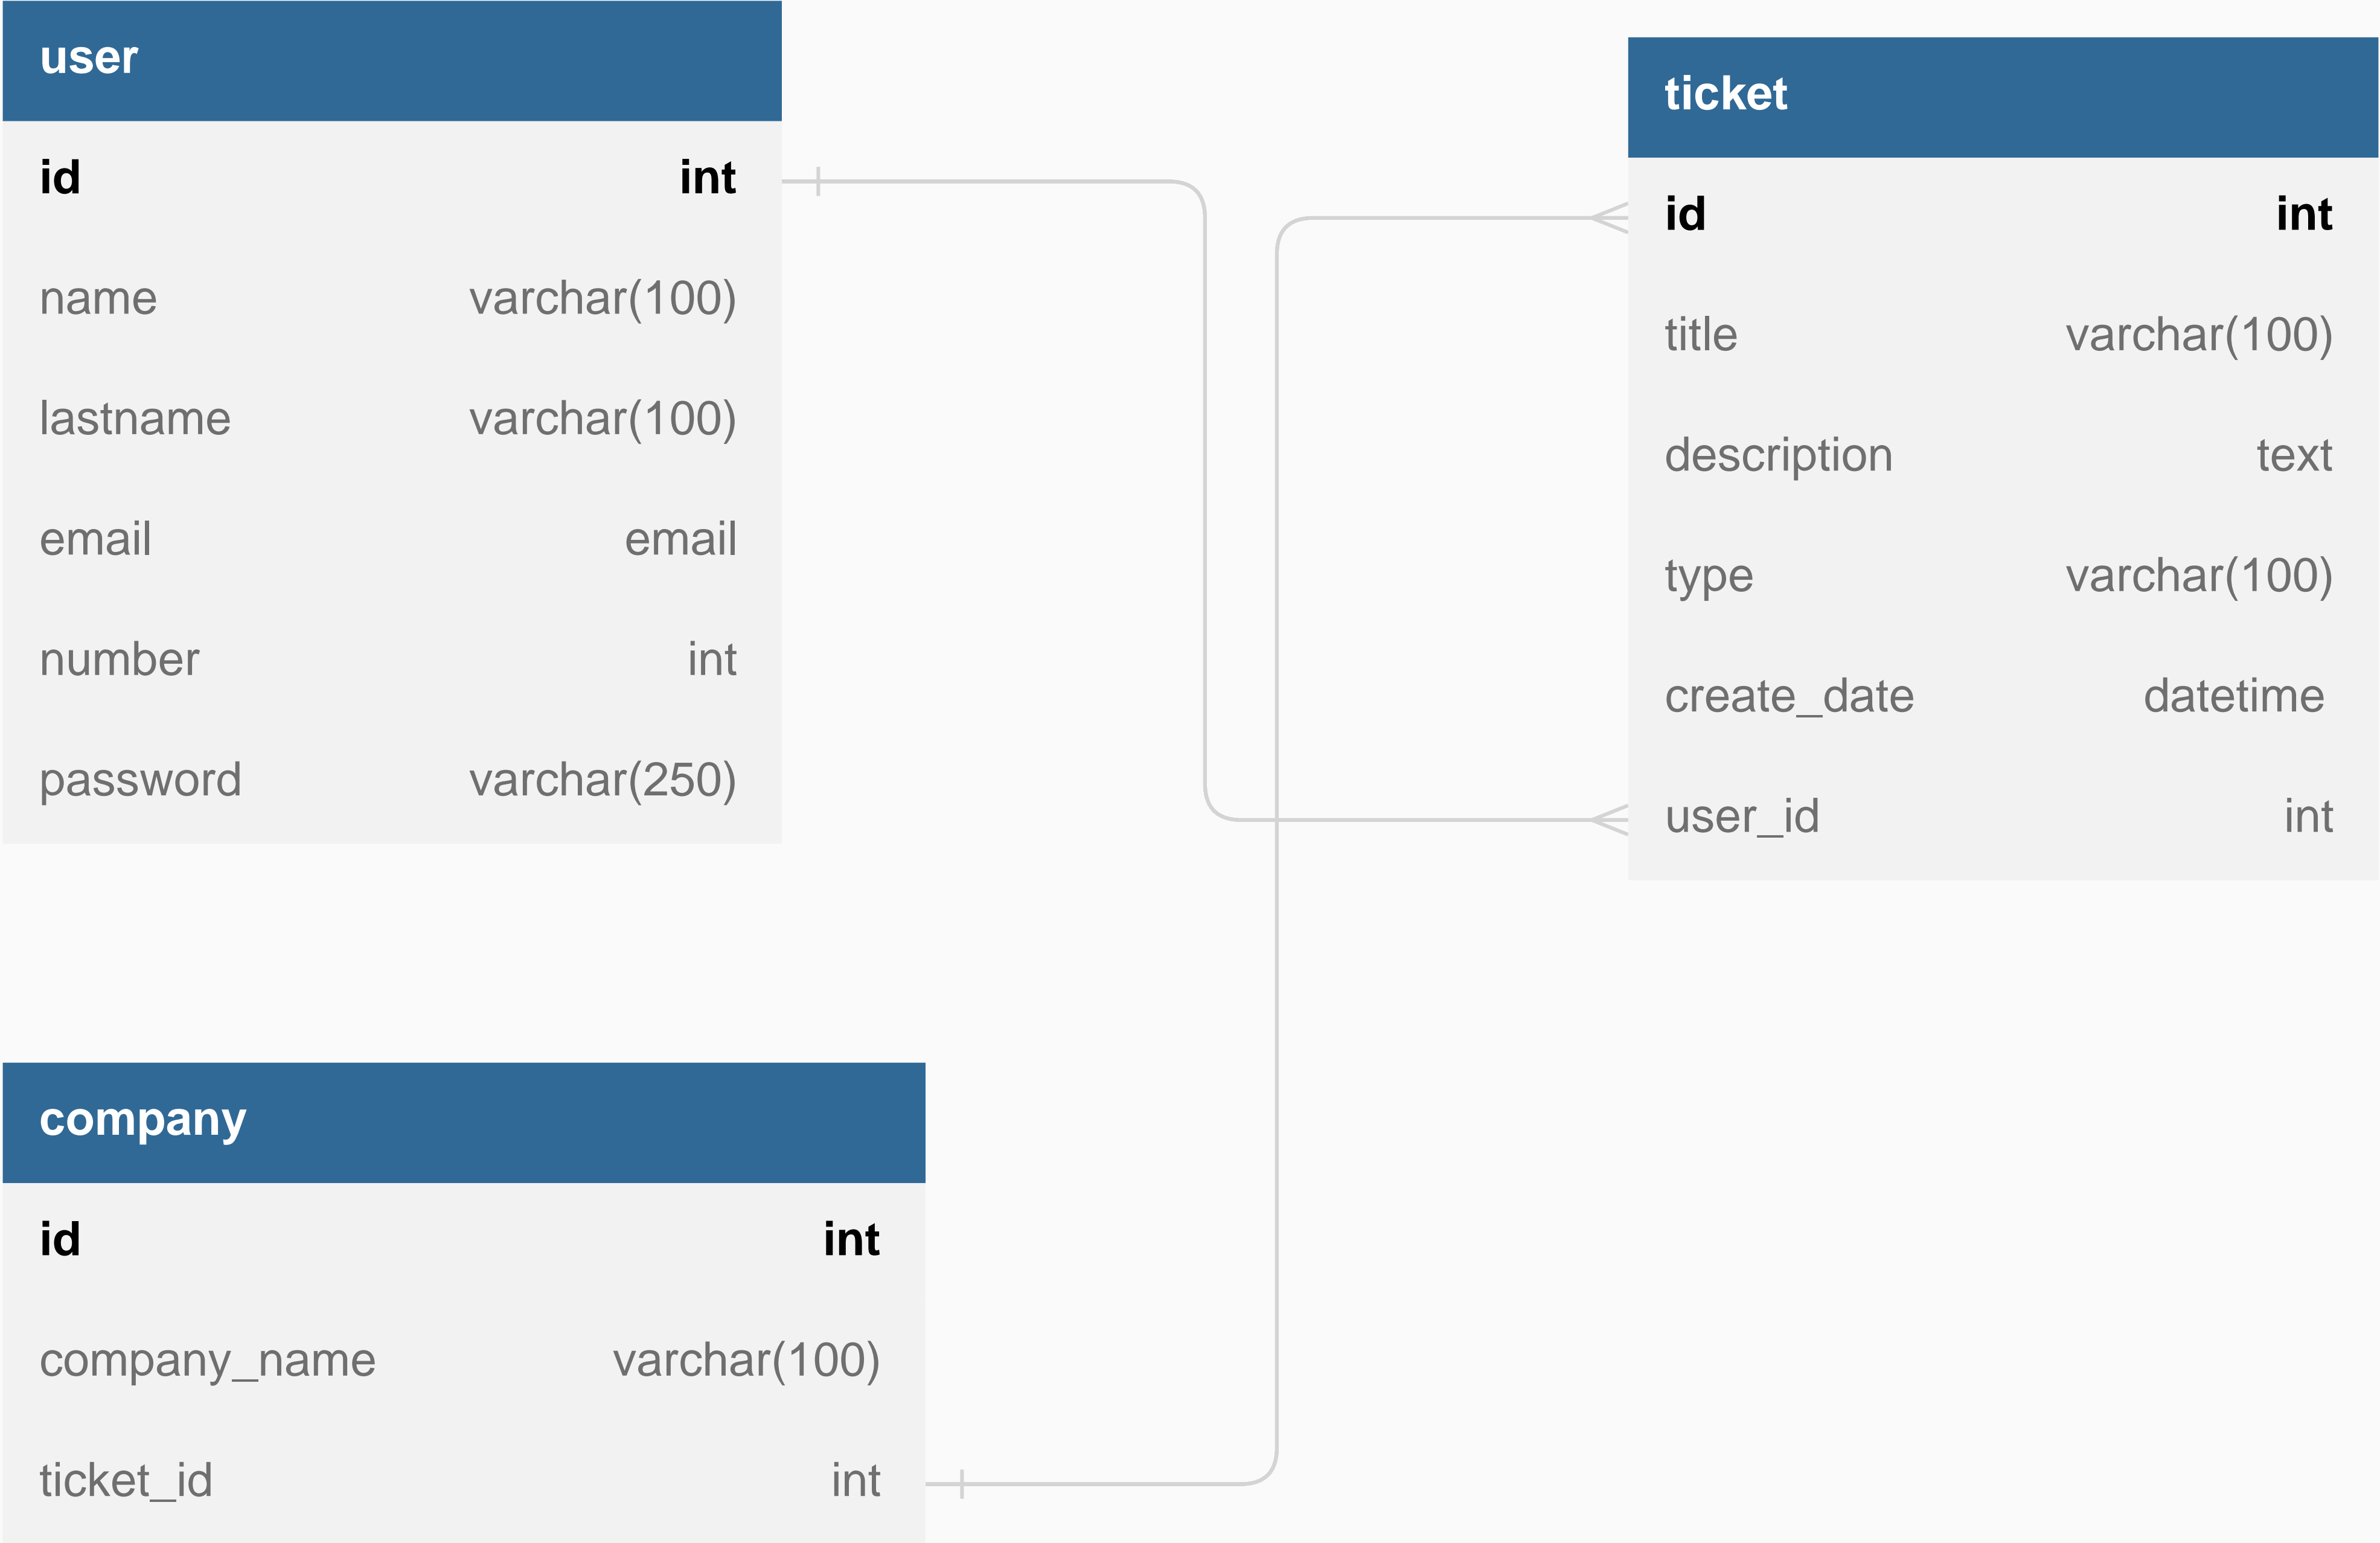 user
id int
name varchar(100)
lastname varchar(100)
email email
number int
password varchar(250)
ticket
id int
title varchar(100)
description text
type varchar(100)
create_date datetime
user_id int
company
id int
company_name varchar(100)
ticket_id int